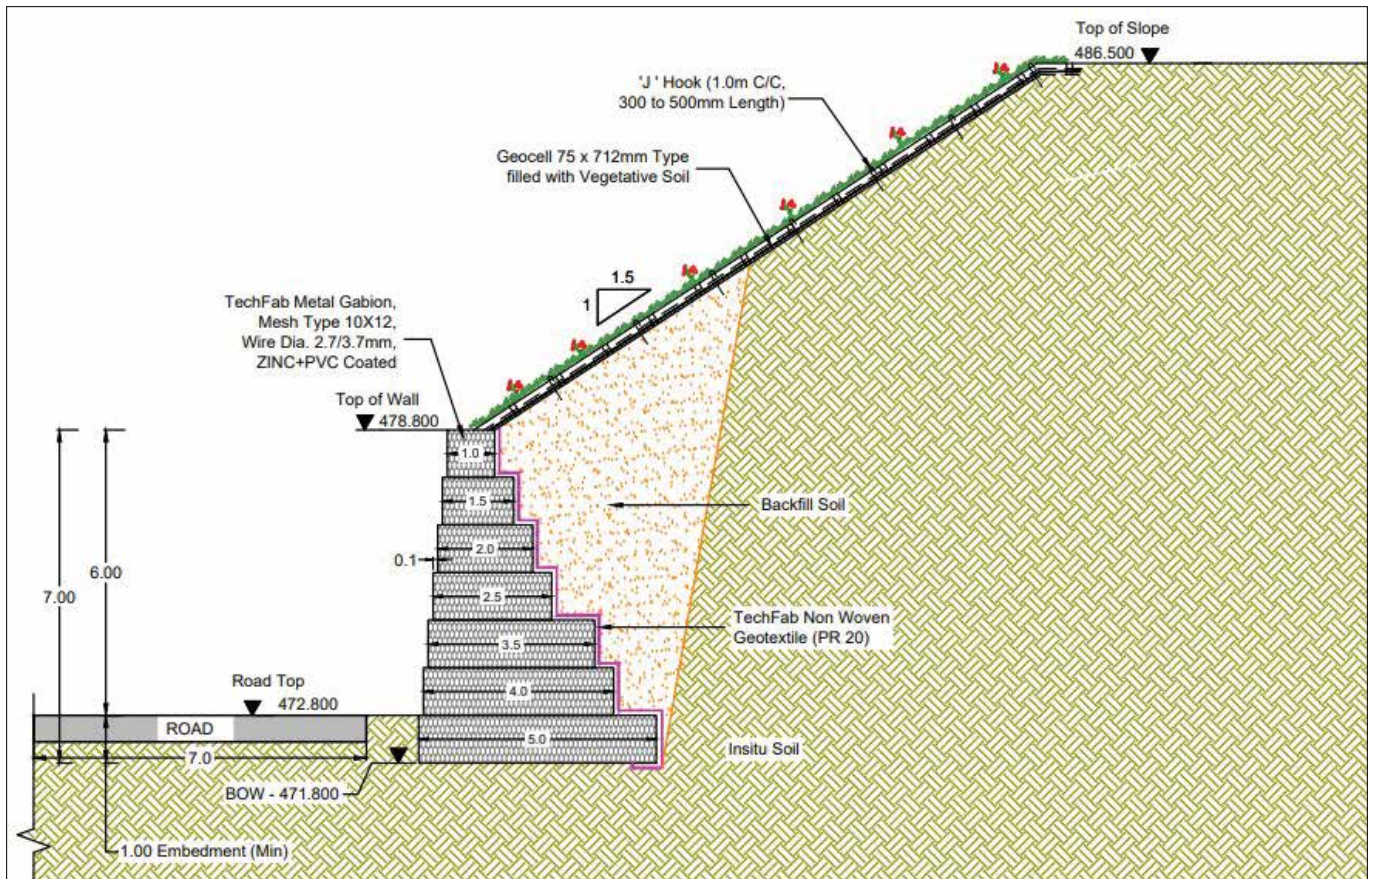 Top of Slope
486.500
'J ' Hook (1.0m C/C,
300 to 500mm Length)
Geocell 75 x 712mm Type
filled with Vegetative Soil
1.5
1
TechFab Metal Gabion,
Mesh Type 10X12,
Wire Dia. 2.7/3.7mm,
ZINC+PVC Coated
Top of Wall
478.800
1.0
1.5
Backfill Soil
2.0
0.1
6.00
7.00
2.5
TechFab Non Woven
Geotextile (PR 20)
3.5
Road Top
472.800
4.0
ROAD
5.0
Insitu Soil
7.0
BOW - 471.800
1.00 Embedment (Min)